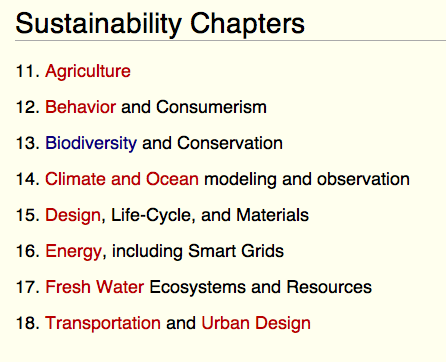 Sustainability Chapters
11. Agriculture
12. Behavior and Consumerism
13. Biodiversity and Conservation
14. Climate and Ocean modeling and observation
15. Design, Life-Cycle, and Materials
16. Energy, including Smart Grids
17. Fresh Water Ecosystems and Resources
18. Transportation and Urban Design